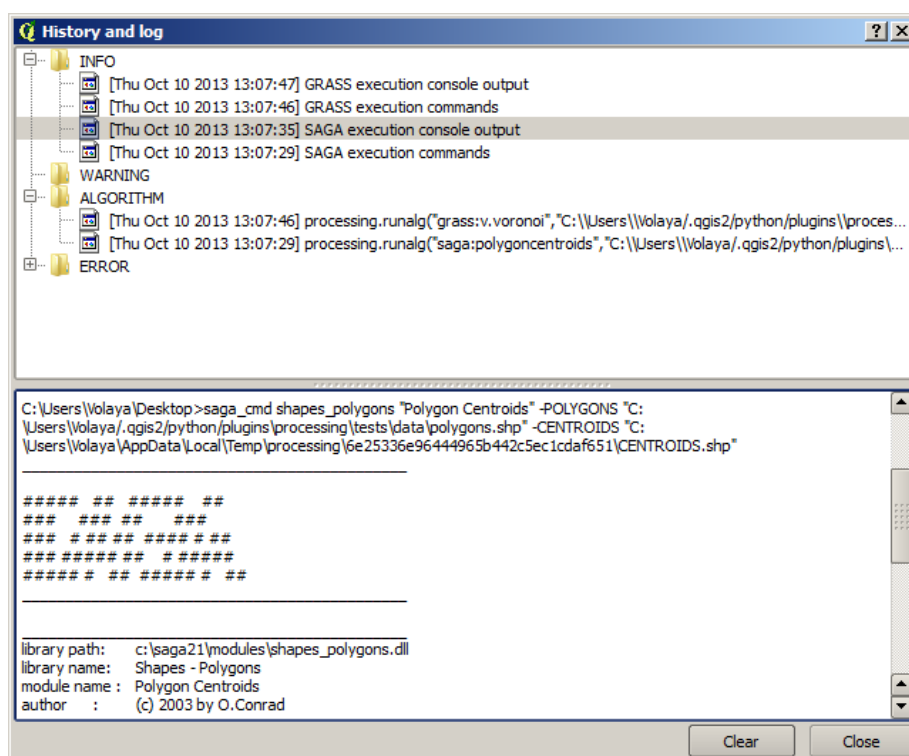 History and log
INFO
[Thu Oct 10 2013 13:07:47] GRASS execution console output
[Thu Oct 10 2013 13:07:46] GRASS execution commands
[Thu Oct 10 2013 13:07:35] SAGA execution console output
[Thu Oct 10 2013 13:07:29] SAGA execution commands
WARNING
ALGORITHM
[Thu Oct 10 2013 13:07:46] processing.runalg("grass:v.voronoi","C:\\Users\\Volaya/.qgis2/python/plugins\\proces...
[Thu Oct 10 2013 13:07:29] processing.runalg("saga:polygoncentroids","C:\\Users\\Volaya/.qgis2/python/plugins\...
ERROR
C:\Users\Volaya\Desktop>saga_cmd shapes_polygons "Polygon Centroids" -POLYGONS "C:
\Users\Volaya/.qgis2/python/plugins\processing\tests\data\polygons.shp" -CENTROIDS "C:
\Users\Volaya\AppData\Local\Temp\processing\6e25336e96444965b442c5ec1cdaf651\CENTROIDS.shp"
_____________________________________________
##### ## ##### ##
### ### ## ###
### # ## ## #### # ##
### ##### ## # #####
##### # ## ##### # ##
_____________________________________________
_____________________________________________
library path: c:\saga21\modules\shapes_polygons.dll
library name: Shapes - Polygons
module name : Polygon Centroids
author : (c) 2003 by O.Conrad
Clear Close